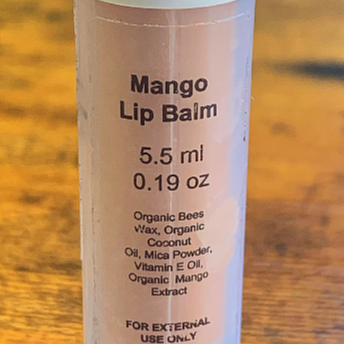 Mango
Lip Balm
5.5 ml
0.19 oz
Organic Bees
Wax, Organic
Coconut
Oil, Mica Powder,
Vitamin E Oil,
Organic Mango
Extract
FOR EXTERNAL
USE ONLY